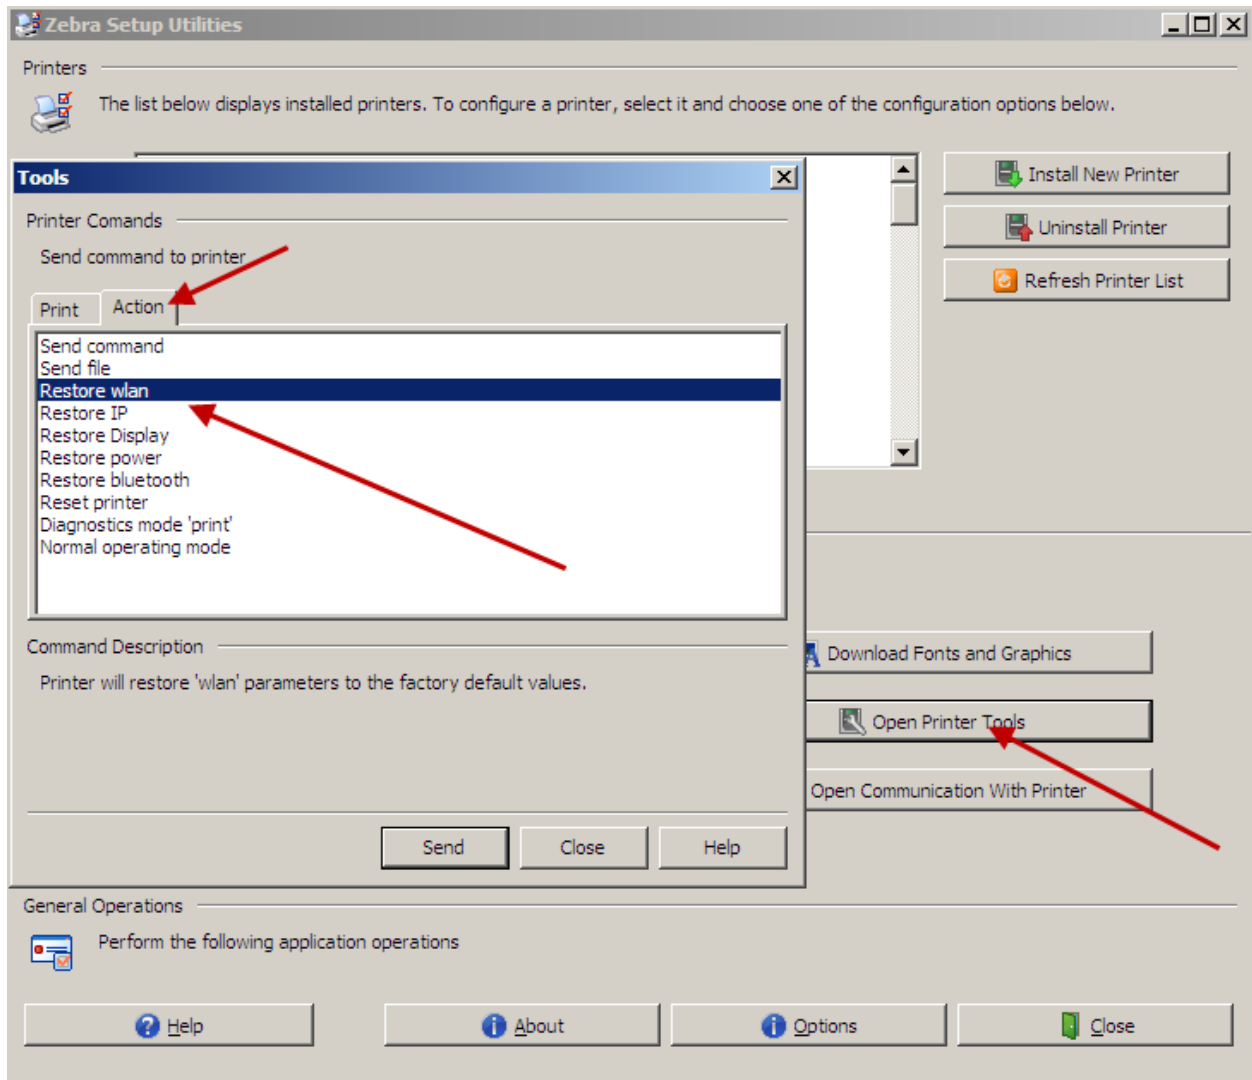 Zebra Setup Utilities
Printers
The list below displays installed printers. To configure a printer, select it and choose one of the configuration options below.
Install New Printer
Uninstall Printer
Refresh Printer List
Tools
Printer Comands
Send command to printer
Print
Action
Send command
Send file
Restore wlan
Restore IP
Restore Display
Restore power
Restore bluetooth
Reset printer
Diagnostics mode 'print'
Normal operating mode
Command Description
Printer will restore 'wlan' parameters to the factory default values.
Send
Close
Help
Download Fonts and Graphics
Open Printer Tools
Open Communication With Printer
General Operations
Perform the following application operations
Help
About
Options
Close